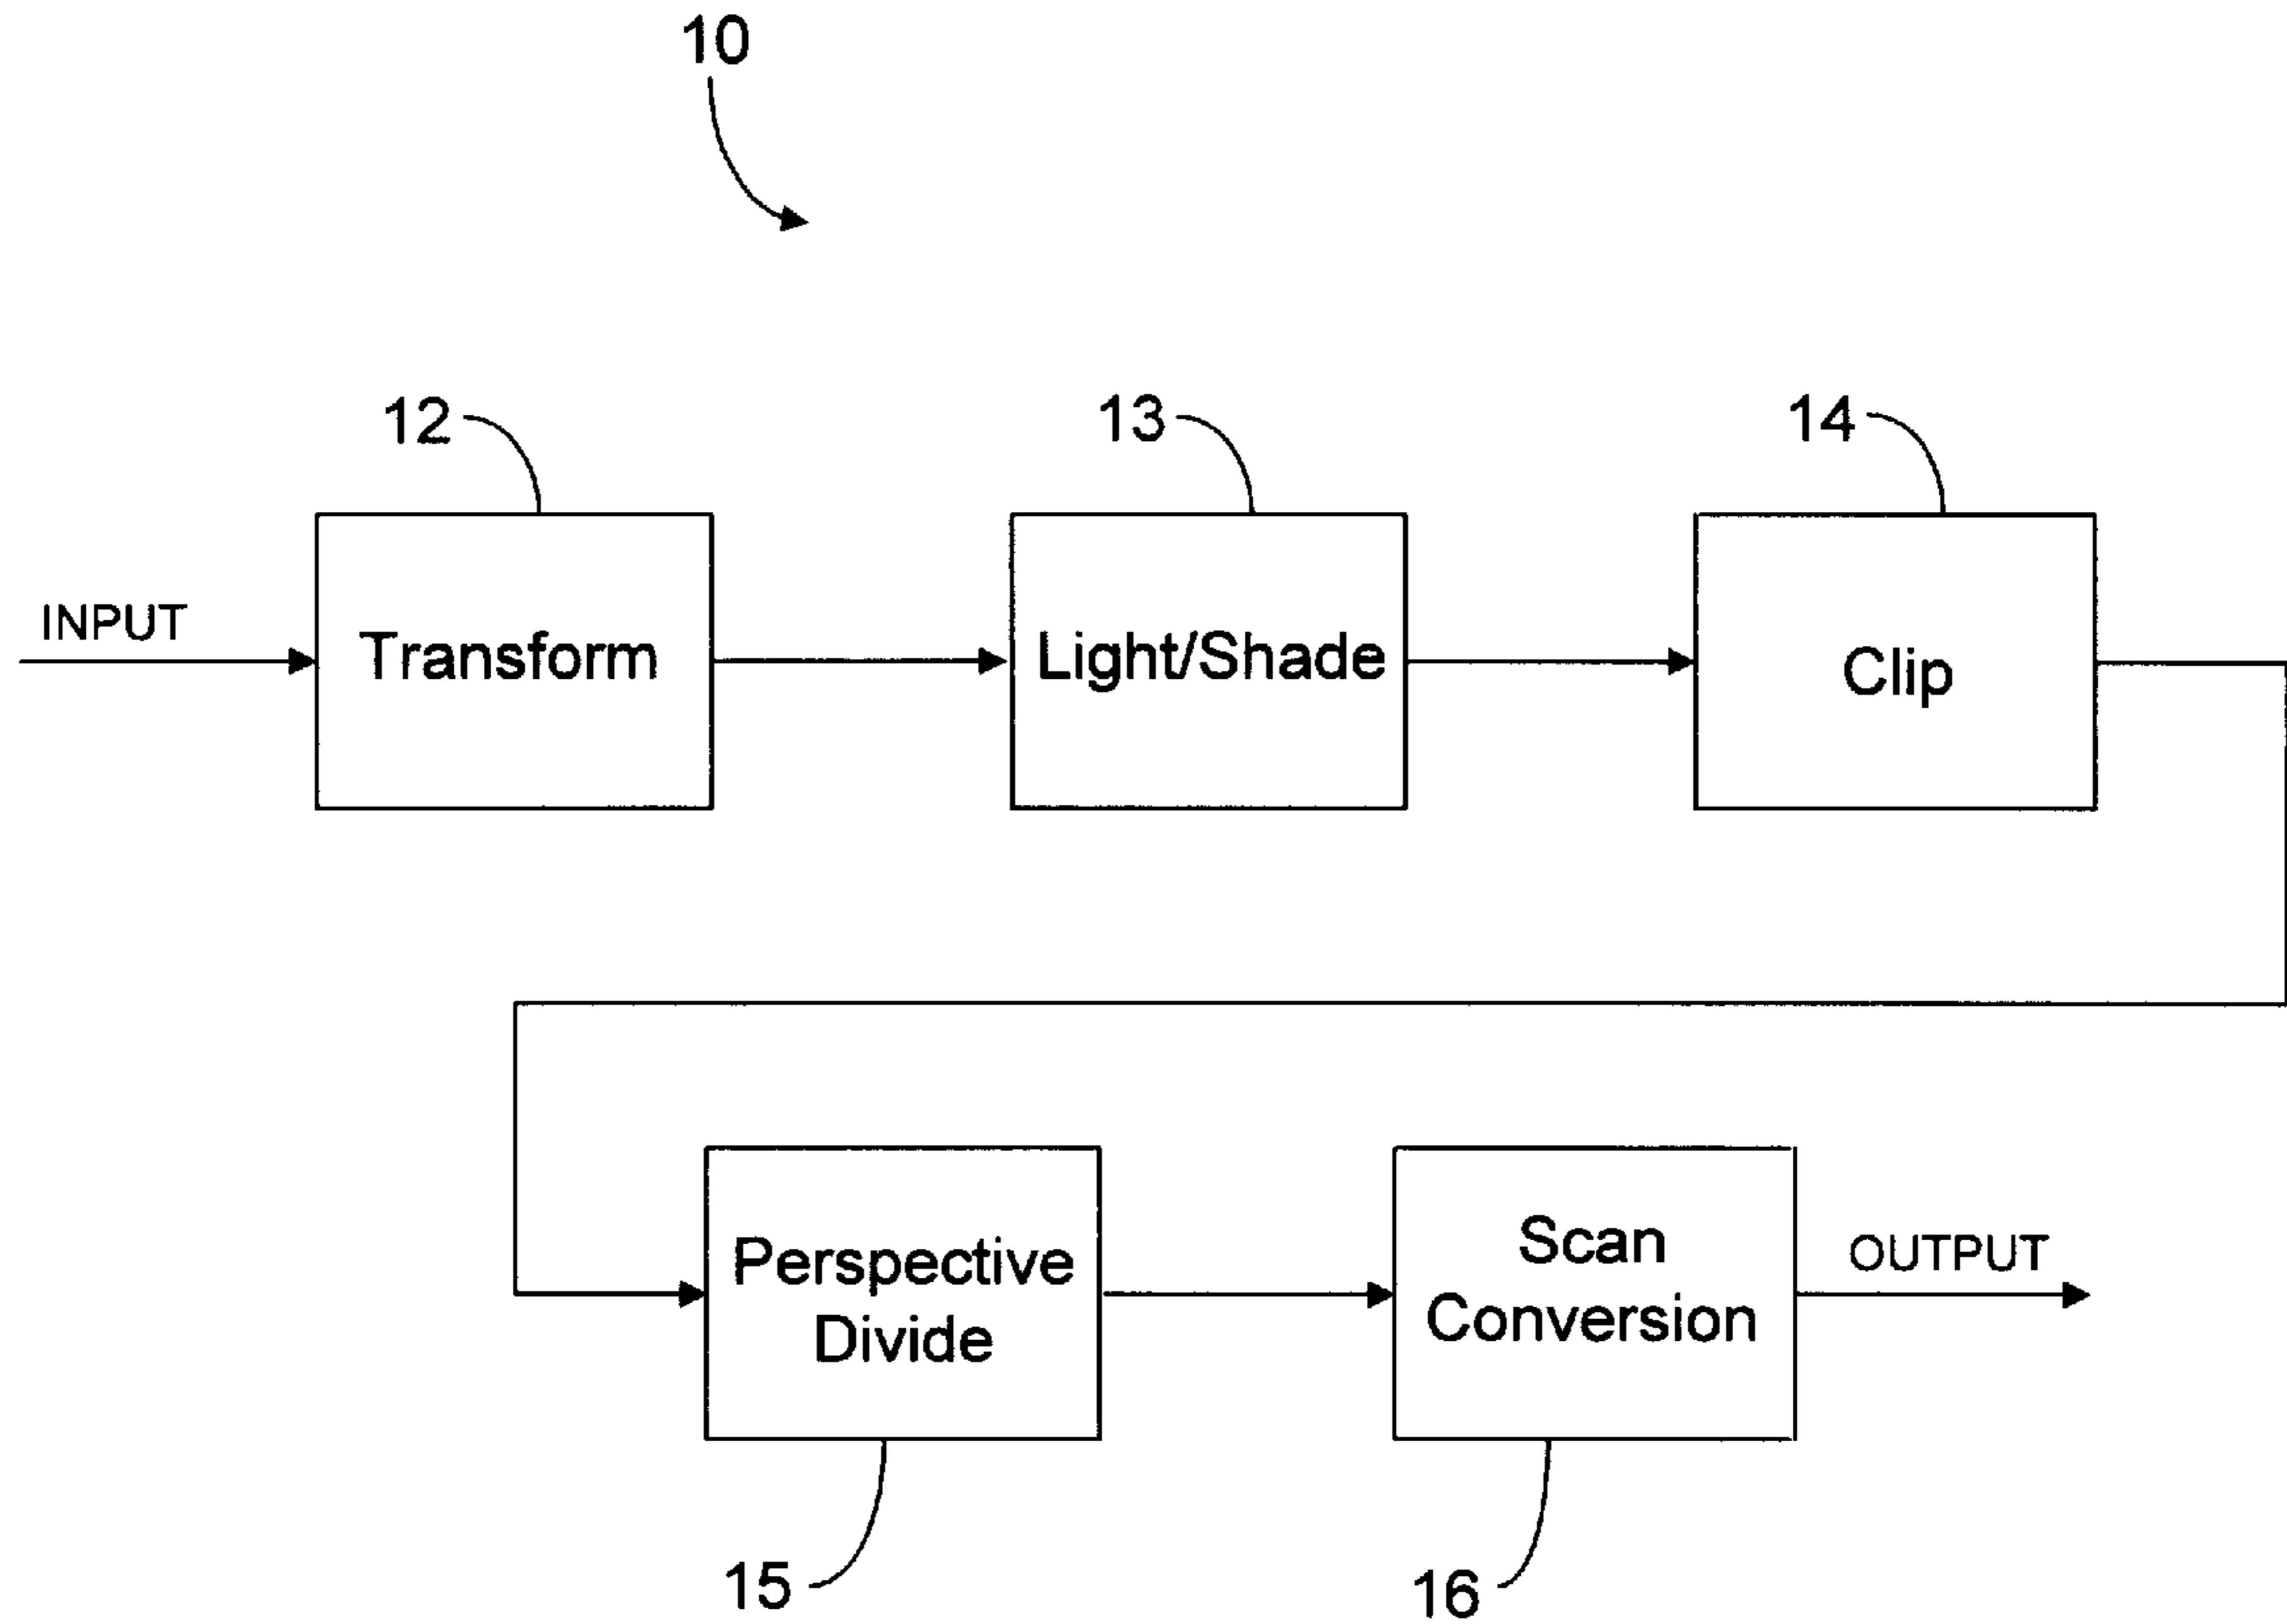 10
12
13
14
INPUT
Transform
Light/Shade
Clip
Perspective
Divide
Scan
Conversion
OUTPUT
15
16